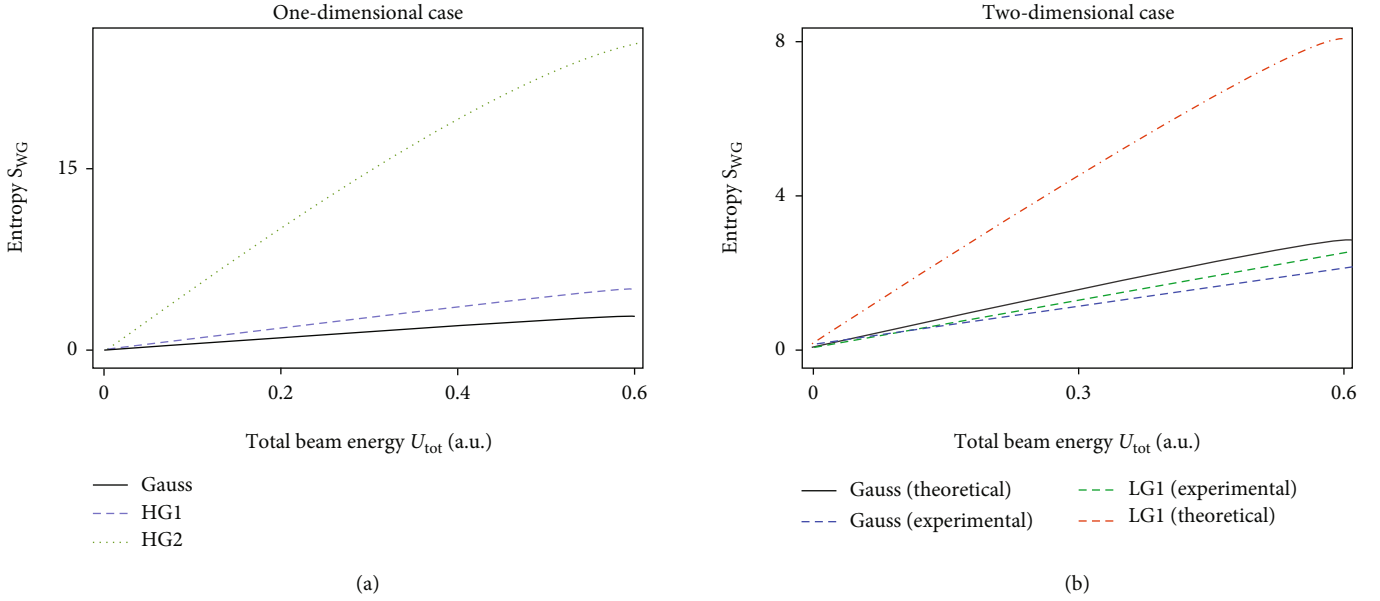 One-dimensional case
Entropy S_WG
15
0
0 0.2 0.4 0.6
Total beam energy U_tot (a.u.)
Gauss
HG1
HG2
(a)
Two-dimensional case
Entropy S_WG
8
4
0
0 0.3 0.6
Total beam energy U_tot (a.u.)
Gauss (theoretical)
Gauss (experimental)
LG1 (experimental)
LG1 (theoretical)
(b)